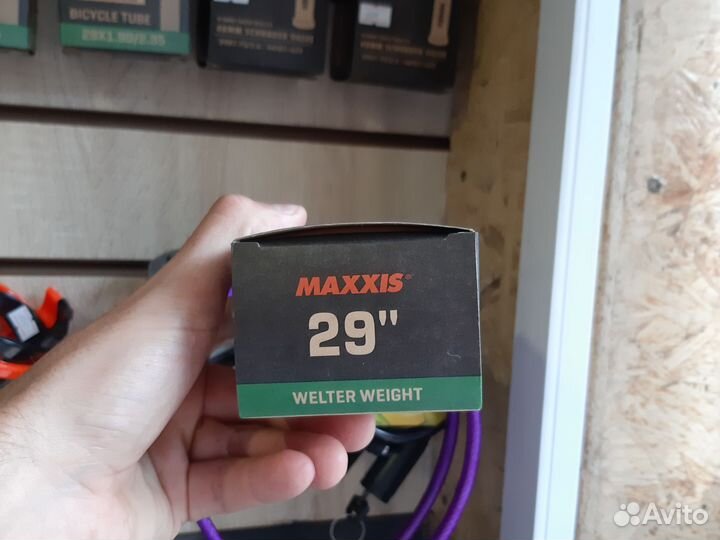 BICYCLE TUBE
29X1.90/2.35
MAXXIS
29"
WELTER WEIGHT
Avito